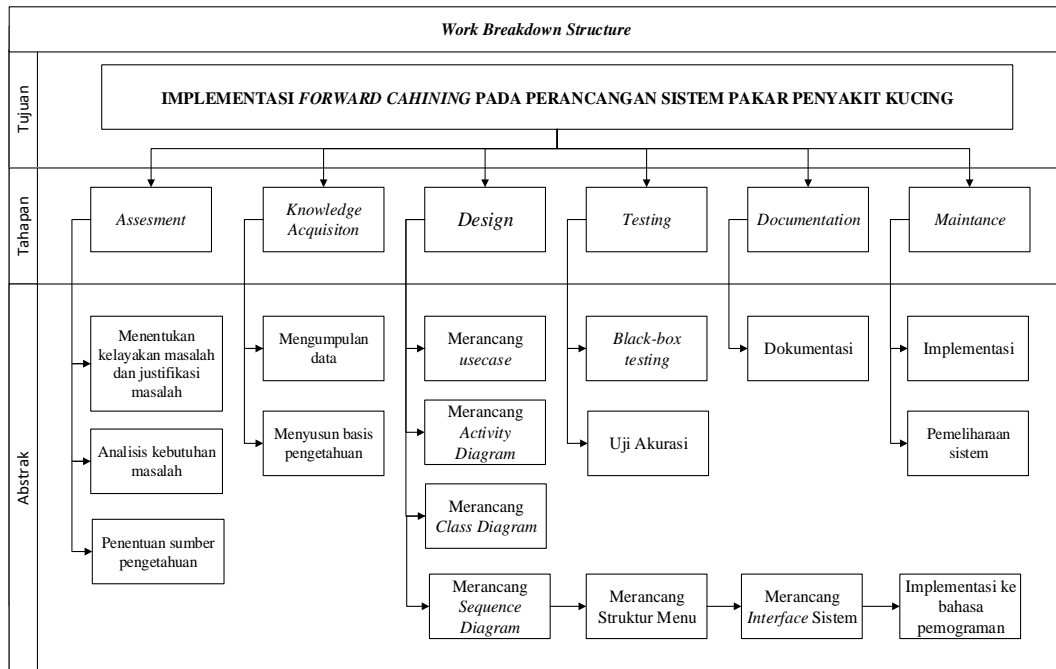 Work Breakdown Structure
Tujuan
IMPLEMENTASI FORWARD CAHINING PADA PERANCANGAN SISTEM PAKAR PENYAKIT KUCING
Tahapan
Assesment
Knowledge
Acquisiton
Design
Testing
Documentation
Maintance
Abstrak
Menentukan
kelayakan masalah
dan justifikasi
masalah
Analisis kebutuhan
masalah
Penentuan sumber
pengetahuan
Mengumpulan
data
Menyusun basis
pengetahuan
Merancang
usecase
Merancang
Activity
Diagram
Merancang
Class Diagram
Merancang
Sequence
Diagram
Merancang
Struktur Menu
Merancang
Interface Sistem
Implementasi ke
bahasa
pemograman
Black-box
testing
Uji Akurasi
Dokumentasi
Implementasi
Pemeliharaan
sistem